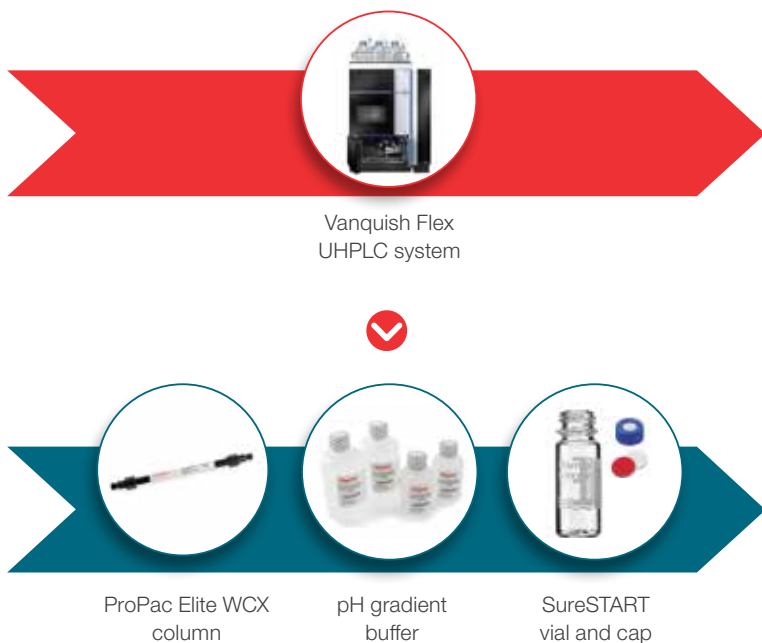 Vanquish Flex
UHPLC system
ProPac Elite WCX
column
pH gradient
buffer
SureSTART
vial and cap